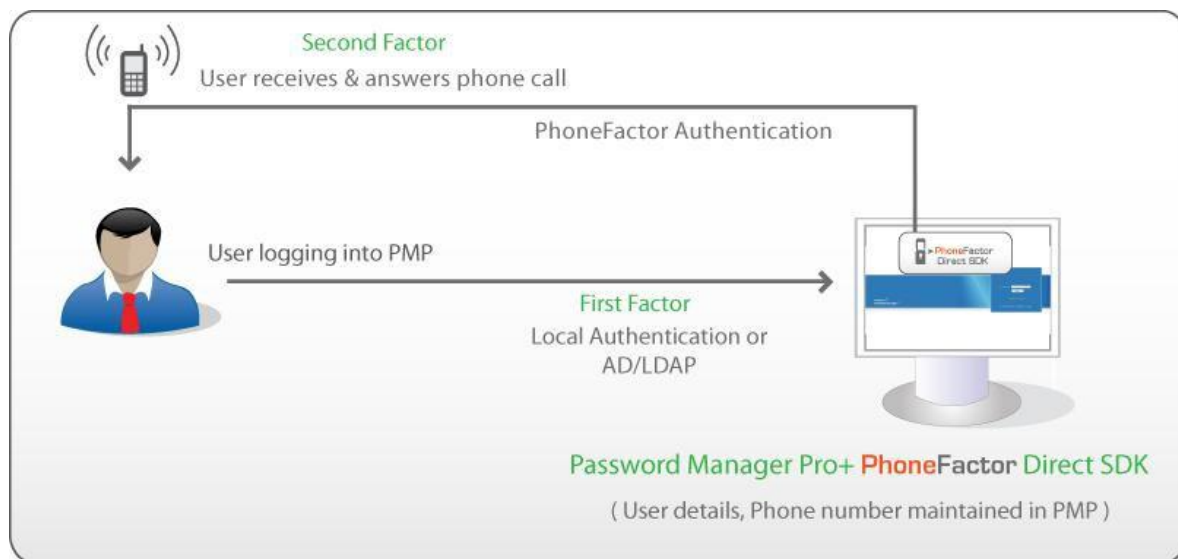 Second Factor
User receives & answers phone call
PhoneFactor Authentication
User logging into PMP
PhoneFactor
Direct SDK
First Factor
Local Authentication or
AD/LDAP
Password Manager Pro+ PhoneFactor Direct SDK
( User details, Phone number maintained in PMP )